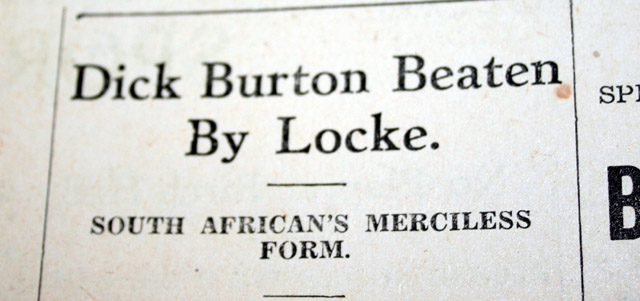 Dick Burton Beaten
By Locke.
SOUTH AFRICAN'S MERCILESS
FORM.